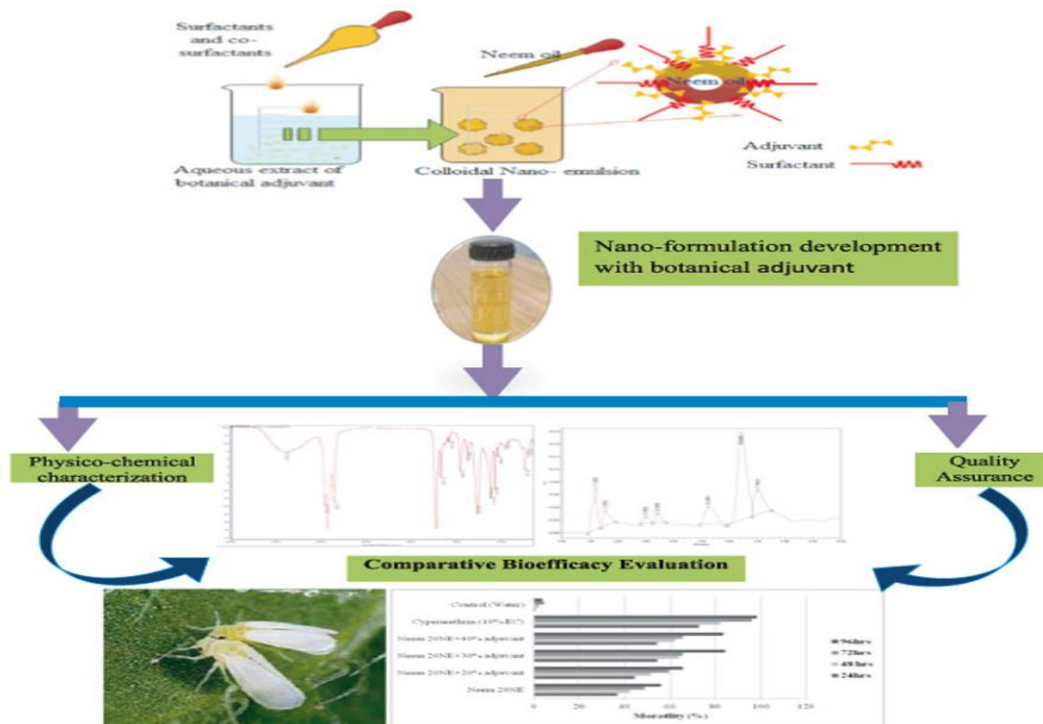 Surfactants
and co-
surfactants
Neem oil
Neem oil
Adjuvant
Surfactant
Aqueous extract of
botanical adjuvant
Colloidal Nano- emulsion
Nano-formulation development
with botanical adjuvant
Physico-chemical
characterization
Quality
Assurance
Comparative Bioefficacy Evaluation
Control (Water)
Cypermethrin (10%EC)
Neem 20NE+40% adjuvant
Neem 20NE+30% adjuvant
Neem 20NE+20% adjuvant
Neem 20NE
96hrs
72hrs
48hrs
24hrs
0 20 40 60 80 100 120
Mortality (%)